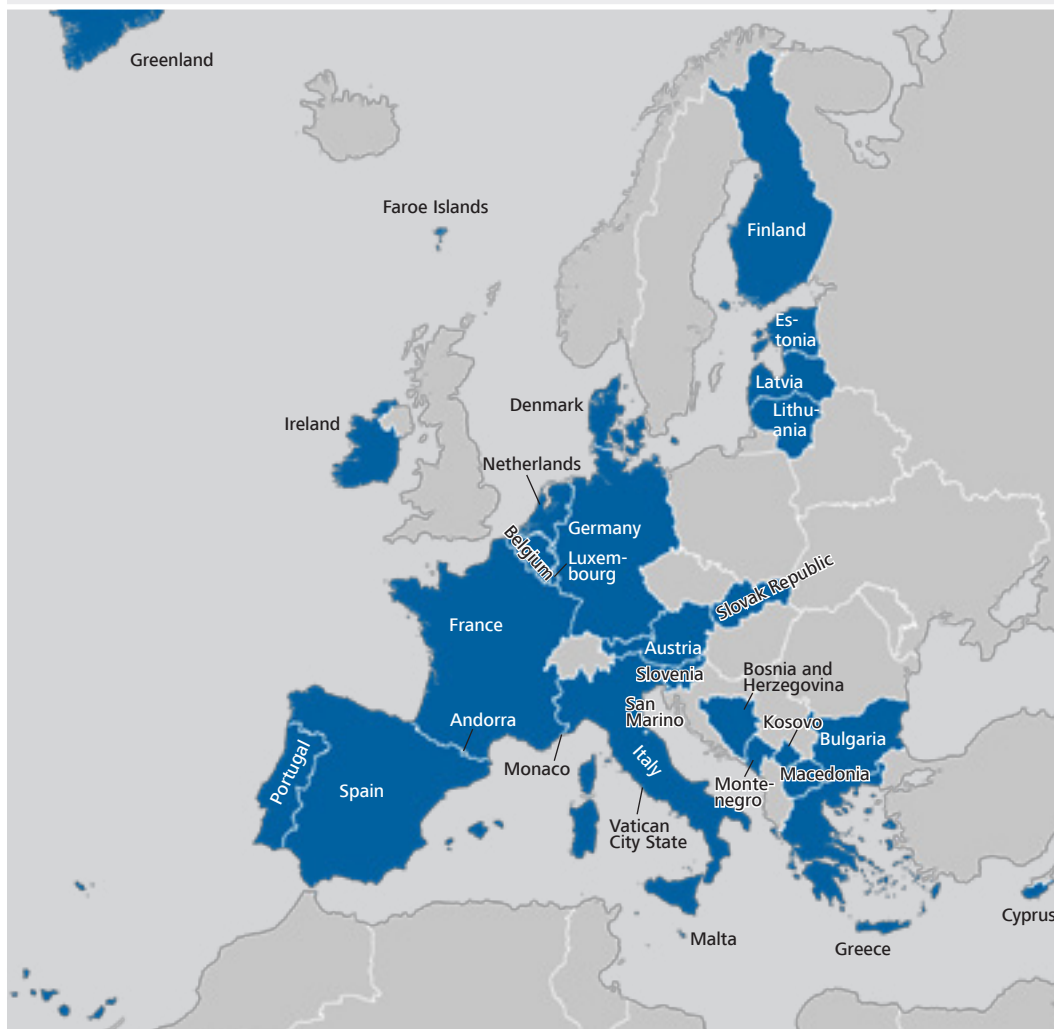 Greenland
Faroe Islands
Finland
Es-
tonia
Latvia
Lithu-
ania
Denmark
Ireland
Netherlands
Germany
Belgium
Luxem-
bourg
Slovak Republic
France
Austria
Slovenia
Bosnia and
Herzegovina
San
Marino
Kosovo
Andorra
Bulgaria
Italy
Monaco
Macedonia
Portugal
Spain
Monte-
negro
Vatican
City State
Cyprus
Malta
Greece